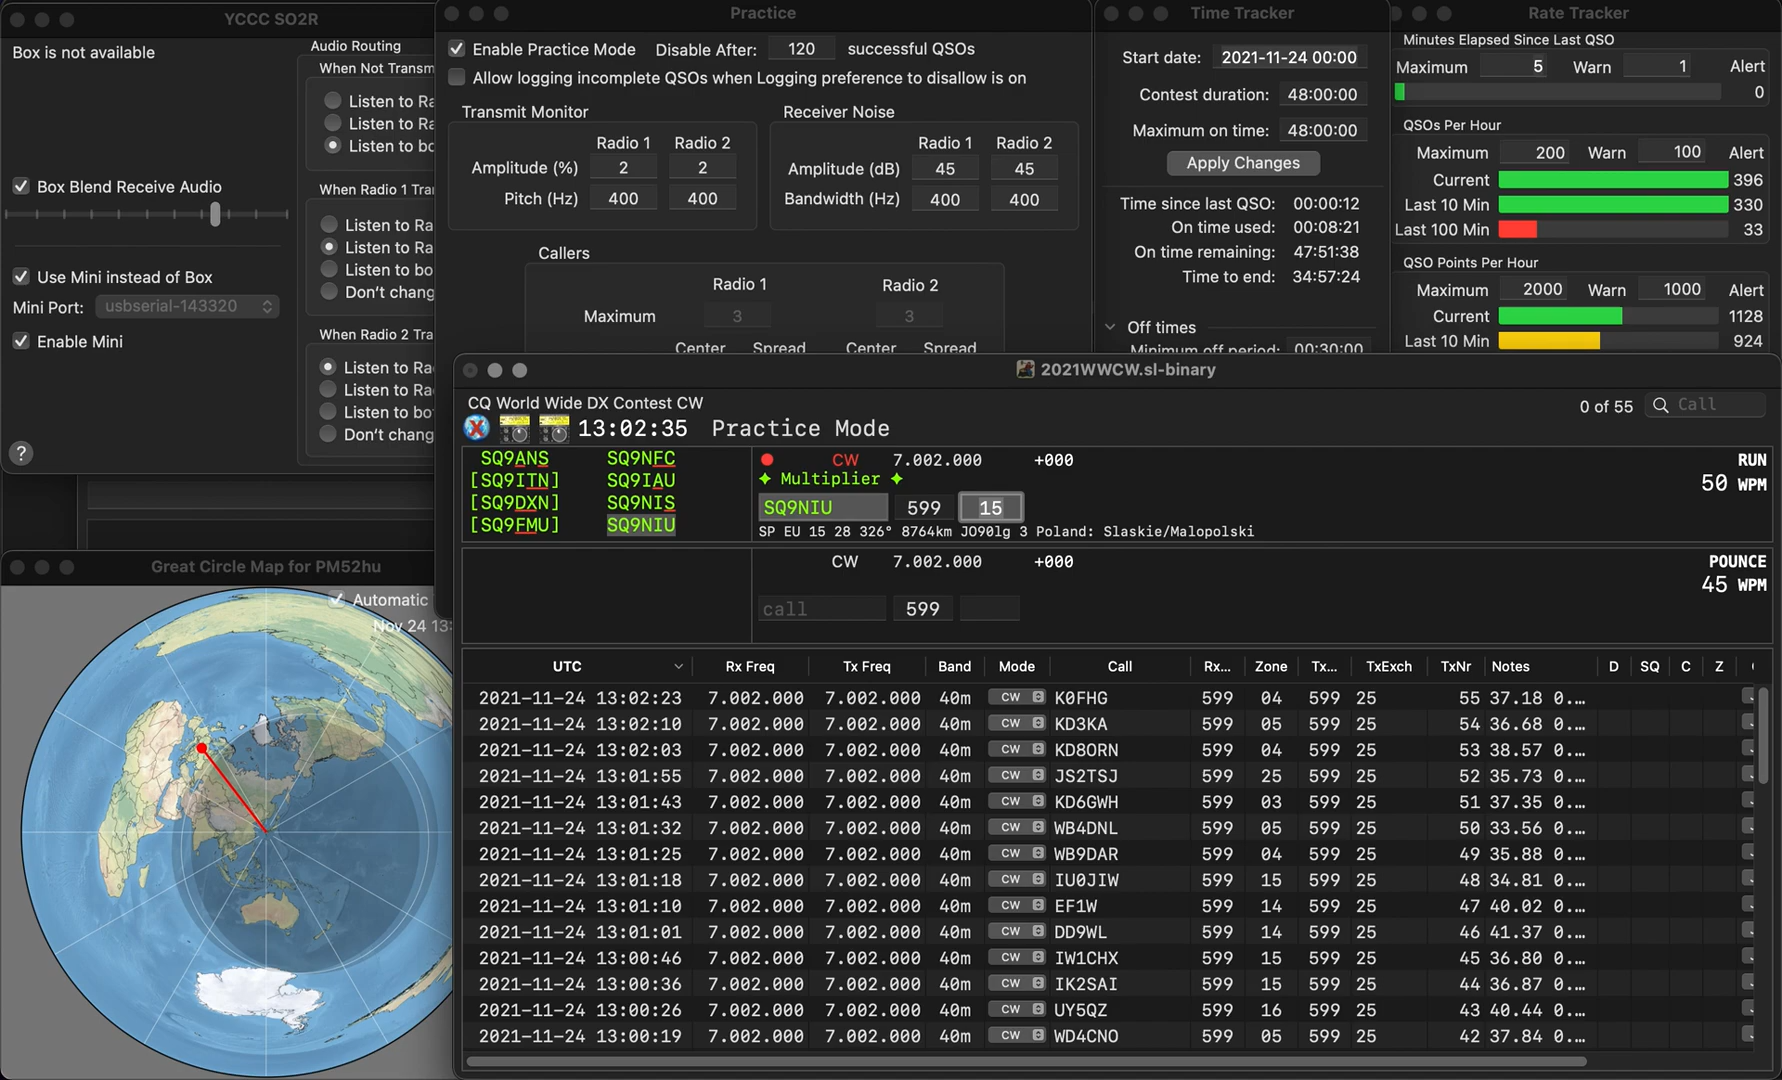 YCCC SO2R
Box is not available
Box Blend Receive Audio
Use Mini instead of Box
Mini Port: usbserial-143320
Enable Mini
?
Audio Routing
When Not Transm
Listen to Ra
Listen to Ra
Listen to bo
When Radio 1 Tra
Listen to Ra
Listen to Ra
Listen to bo
Don't chang
When Radio 2 Tra
Listen to Ra
Listen to Ra
Listen to bo
Don't chang
Practice
Enable Practice Mode Disable After: 120 successful QSOs
Allow logging incomplete QSOs when Logging preference to disallow is on
Transmit Monitor
Radio 1 Radio 2
Amplitude (%) 2 2
Pitch (Hz) 400 400
Receiver Noise
Radio 1 Radio 2
Amplitude (dB) 45 45
Bandwidth (Hz) 400 400
Callers
Radio 1 Radio 2
Maximum 3 3
Center Spread Center Spread
Time Tracker
Start date: 2021-11-24 00:00
Contest duration: 48:00:00
Maximum on time: 48:00:00
Apply Changes
Time since last QSO: 00:00:12
On time used: 00:08:21
On time remaining: 47:51:38
Time to end: 34:57:24
Off times
Minimum off period: 00:30:00
Rate Tracker
Minutes Elapsed Since Last QSO
Maximum 5 Warn 1 Alert
0
QSOs Per Hour
Maximum 200 Warn 100 Alert
Current 396
Last 10 Min 330
Last 100 Min 33
QSO Points Per Hour
Maximum 2000 Warn 1000 Alert
Current 1128
Last 10 Min 924
Great Circle Map for PM52hu
Automatic
Nov 24 13:
2021WWCW.sl-binary
CQ World Wide DX Contest CW
0 of 55 Call
13:02:35 Practice Mode
SQ9ANS SQ9NFC
[SQ9ITN] SQ9IAU
[SQ9DXN] SQ9NIS
[SQ9FMU] SQ9NIU
CW 7.002.000 +000 RUN
Multiplier 50 WPM
SQ9NIU 599 15
SP EU 15 28 326° 8764km JO90lg 3 Poland: Slaskie/Malopolski
CW 7.002.000 +000 POUNCE
45 WPM
call 599
UTC Rx Freq Tx Freq Band Mode Call Rx... Zone Tx... TxExch TxNr Notes D SQ C Z
2021-11-24 13:02:23 7.002.000 7.002.000 40m CW K0FHG 599 04 599 25 55 37.18 0.…
2021-11-24 13:02:10 7.002.000 7.002.000 40m CW KD3KA 599 05 599 25 54 36.68 0.…
2021-11-24 13:02:03 7.002.000 7.002.000 40m CW KD8ORN 599 04 599 25 53 38.57 0.…
2021-11-24 13:01:55 7.002.000 7.002.000 40m CW JS2TSJ 599 25 599 25 52 35.73 0.…
2021-11-24 13:01:43 7.002.000 7.002.000 40m CW KD6GWH 599 03 599 25 51 37.35 0.…
2021-11-24 13:01:32 7.002.000 7.002.000 40m CW WB4DNL 599 05 599 25 50 33.56 0.…
2021-11-24 13:01:25 7.002.000 7.002.000 40m CW WB9DAR 599 04 599 25 49 35.88 0.…
2021-11-24 13:01:18 7.002.000 7.002.000 40m CW IU0JIW 599 15 599 25 48 34.81 0.…
2021-11-24 13:01:10 7.002.000 7.002.000 40m CW EF1W 599 14 599 25 47 40.02 0.…
2021-11-24 13:01:01 7.002.000 7.002.000 40m CW DD9WL 599 14 599 25 46 41.37 0.…
2021-11-24 13:00:46 7.002.000 7.002.000 40m CW IW1CHX 599 15 599 25 45 36.80 0.…
2021-11-24 13:00:36 7.002.000 7.002.000 40m CW IK2SAI 599 15 599 25 44 36.87 0.…
2021-11-24 13:00:26 7.002.000 7.002.000 40m CW UY5QZ 599 16 599 25 43 40.44 0.…
2021-11-24 13:00:19 7.002.000 7.002.000 40m CW WD4CNO 599 05 599 25 42 37.84 0.…